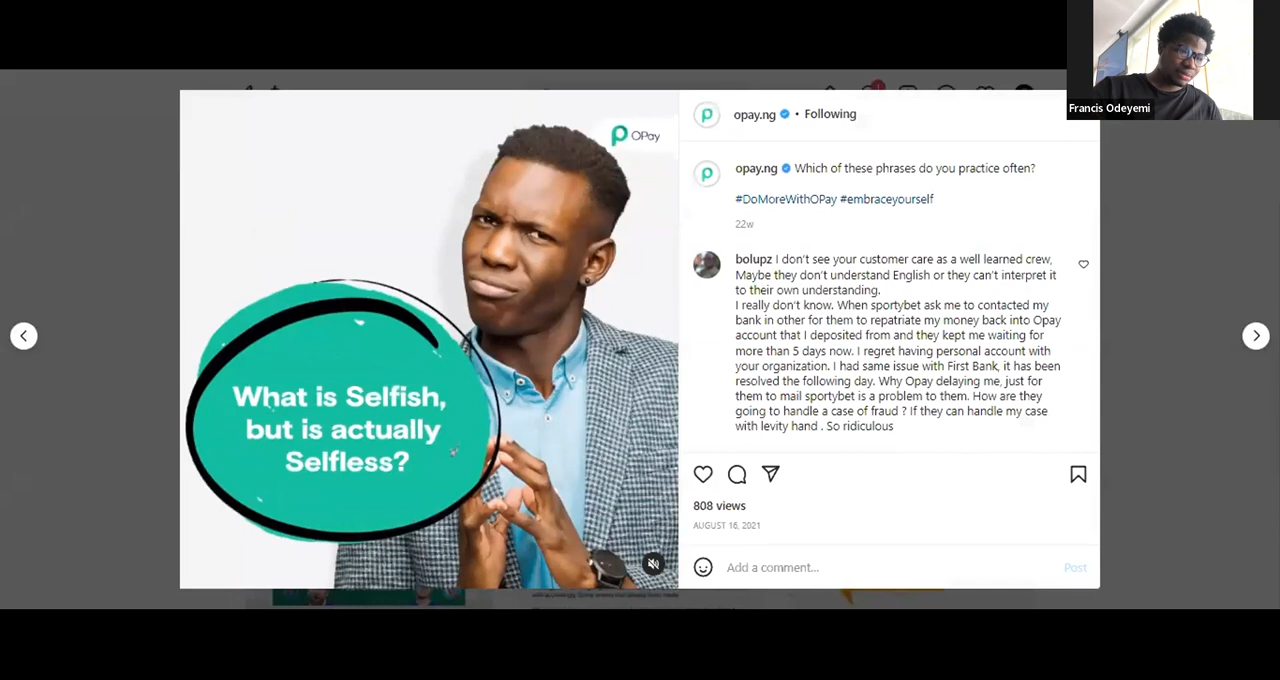 Francis Odeyemi
OPay
What is Selfish,
but is actually
Selfless?
opay.ng • Following
opay.ng Which of these phrases do you practice often?
#DoMoreWithOPay #embraceyourself
22w
bolupz I don't see your customer care as a well learned crew,
Maybe they don't understand English or they can't interpret it
to their own understanding.
I really don't know. When sportybet ask me to contacted my
bank in other for them to repatriate my money back into Opay
account that I deposited from and they kept me waiting for
more than 5 days now. I regret having personal account with
your organization. I had same issue with First Bank, it has been
resolved the following day. Why Opay delaying me, just for
them to mail sportybet is a problem to them. How are they
going to handle a case of fraud ? If they can handle my case
with levity hand . So ridiculous
808 views
AUGUST 16, 2021
Add a comment...
Post